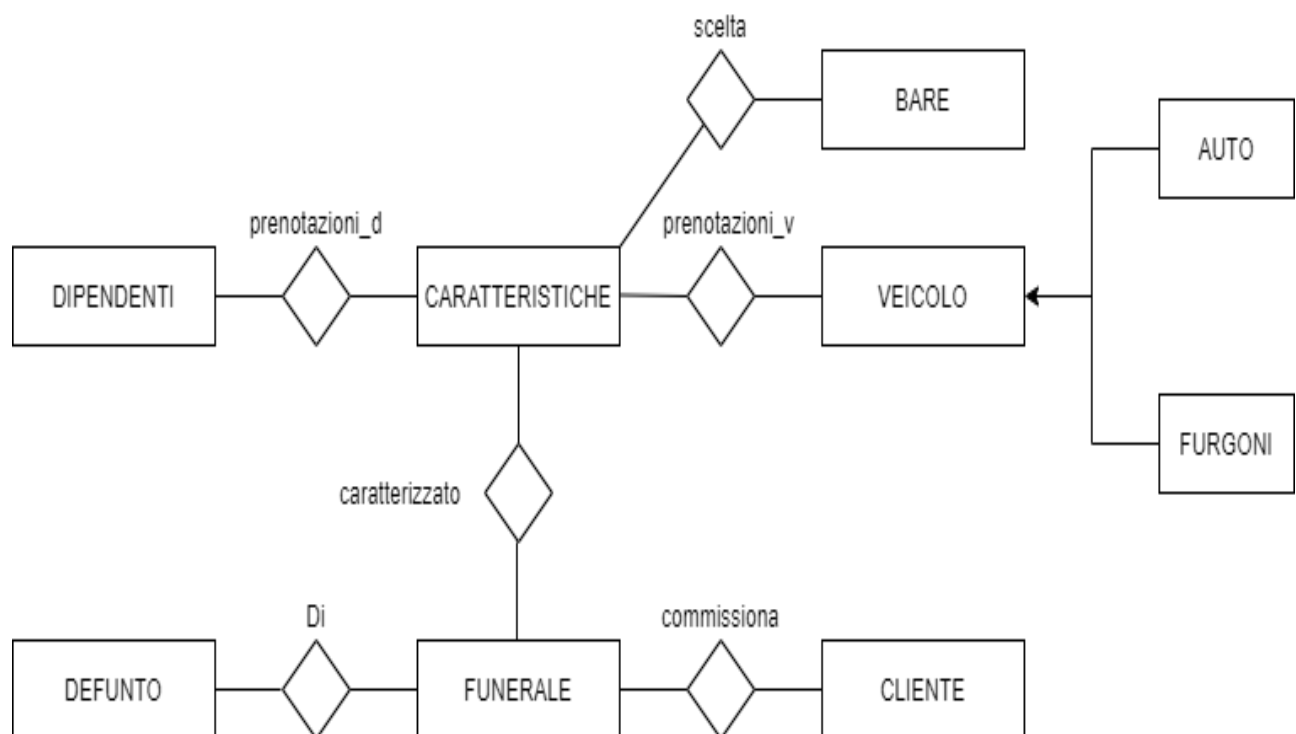 scelta
BARE
AUTO
prenotazioni_d
prenotazioni_v
DIPENDENTI
CARATTERISTICHE
VEICOLO
FURGONI
caratterizzato
Di
commissiona
DEFUNTO
FUNERALE
CLIENTE